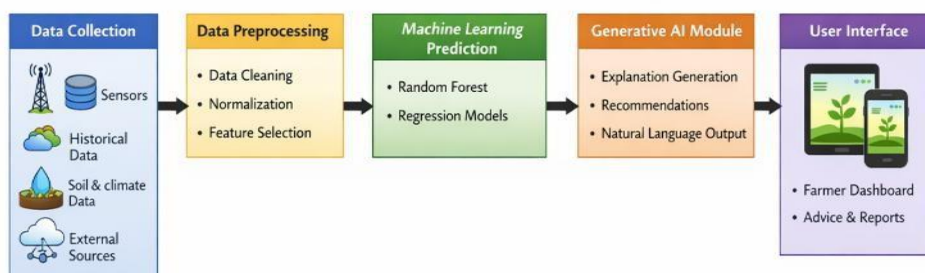 Data Collection
Sensors
Historical
Data
Soil & climate
Data
External
Sources
Data Preprocessing
• Data Cleaning
• Normalization
• Feature Selection
Machine Learning
Prediction
• Random Forest
• Regression Models
Generative AI Module
• Explanation Generation
• Recommendations
• Natural Language Output
User Interface
• Farmer Dashboard
• Advice & Reports